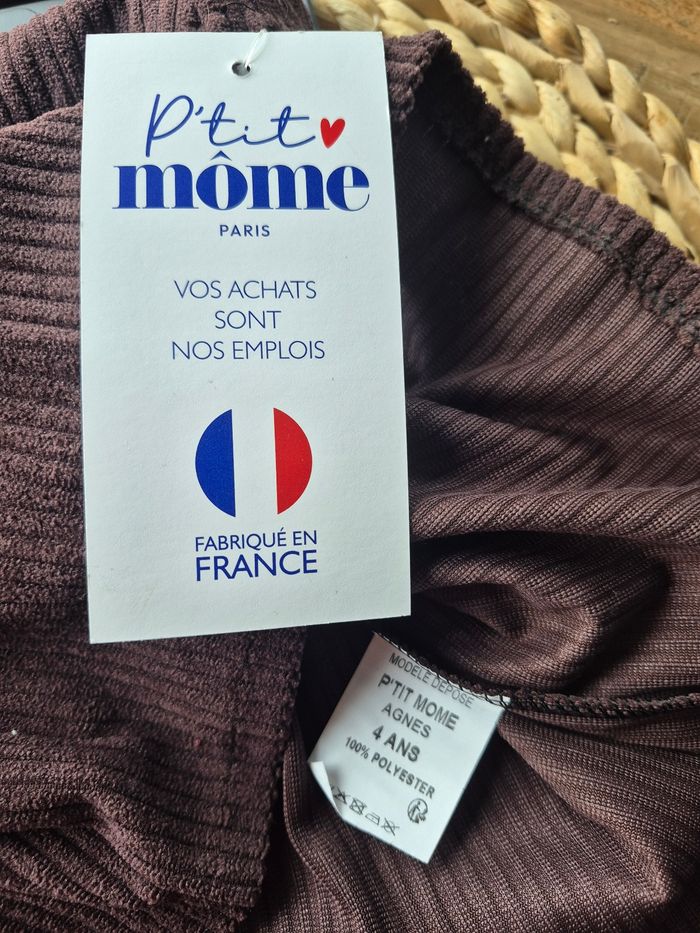 P'tit
môme
PARIS
VOS ACHATS
SONT
NOS EMPLOIS
FABRIQUÉ EN
FRANCE
MODELE DEPOSE
P'TIT MOME
AGNES
4 ANS
100% POLYESTER